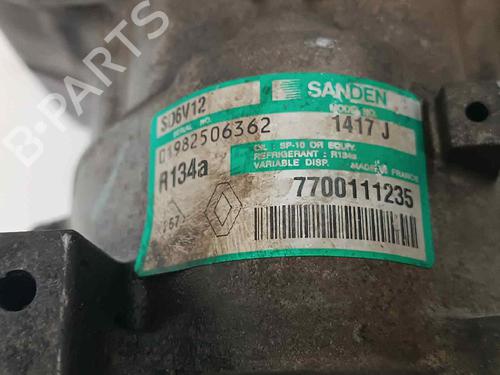 SD6V12
SANDEN
SERIAL NO.
MODEL NO.
01982506362
1417 J
OIL : SP-10 OR EQUIV.
REFRIGERANT : R134a
VARIABLE DISP. MADE IN FRANCE
R134a
7700111235
67
B-Parts